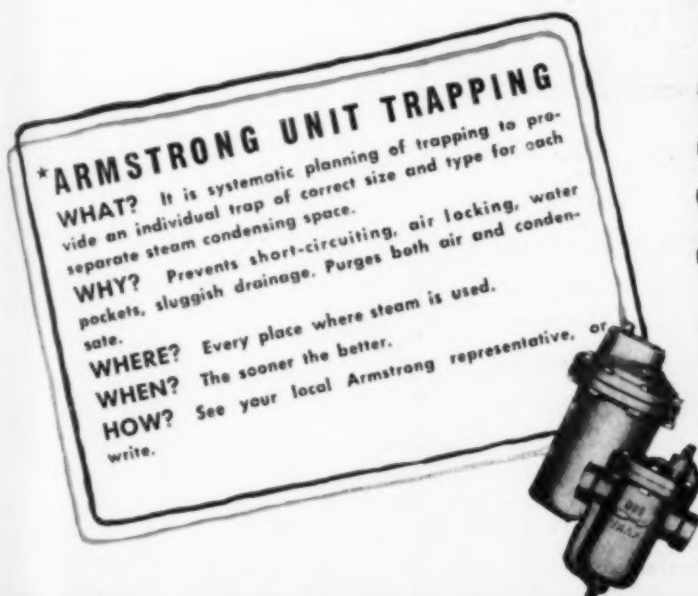 *ARMSTRONG UNIT TRAPPING
WHAT? It is systematic planning of trapping to pro-
vide an individual trap of correct size and type for each
separate steam condensing space.
WHY? Prevents short-circuiting, air locking, water
pockets, sluggish drainage. Purges both air and conden-
sate.
WHERE? Every place where steam is used.
WHEN? The sooner the better.
HOW? See your local Armstrong representative, or
write.